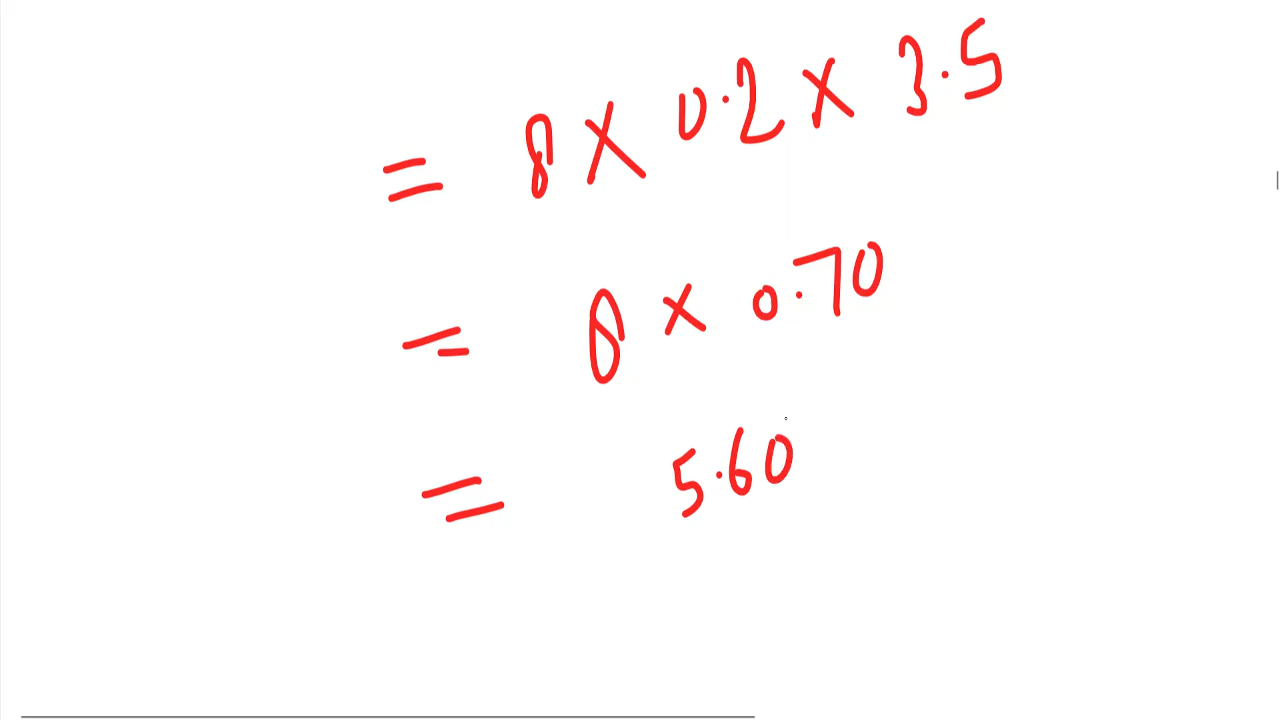 = 8 × 0.2 × 3.5
= 8 × 0.70
= 5.60